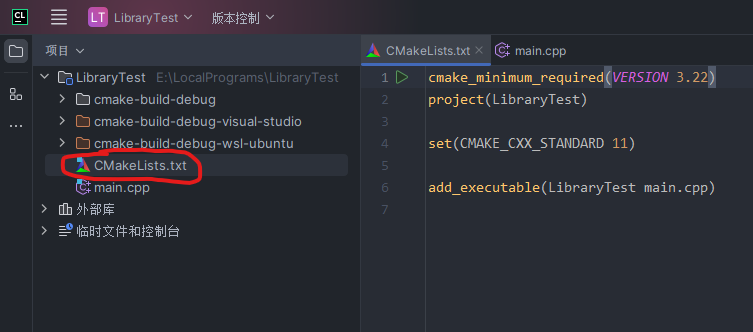 CL
LT LibraryTest 版本控制
项目
CMakeLists.txt main.cpp
LibraryTest E:\LocalPrograms\LibraryTest
cmake-build-debug
cmake-build-debug-visual-studio
cmake-build-debug-wsl-ubuntu
CMakeLists.txt
main.cpp
外部库
临时文件和控制台
1 cmake_minimum_required(VERSION 3.22)
2 project(LibraryTest)
3
4 set(CMAKE_CXX_STANDARD 11)
5
6 add_executable(LibraryTest main.cpp)
7